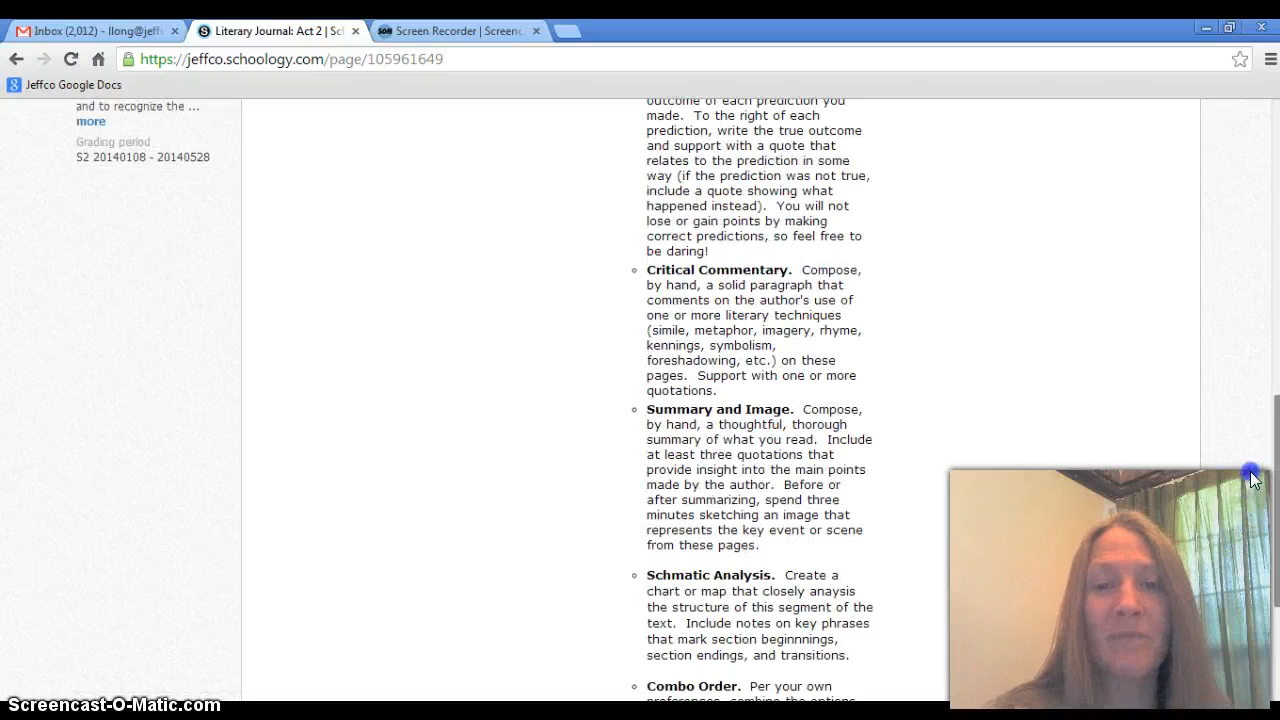 Inbox (2,012) - llong@jeff
Literary Journal: Act 2 | Sc
Screen Recorder | Screenc
https://jeffco.schoology.com/page/105961649
Jeffco Google Docs
and to recognize the ...
more
Grading period
S2 20140108 - 20140528
outcome of each prediction you
made. To the right of each
prediction, write the true outcome
and support with a quote that
relates to the prediction in some
way (if the prediction was not true,
include a quote showing what
happened instead). You will not
lose or gain points by making
correct predictions, so feel free to
be daring!
Critical Commentary. Compose,
by hand, a solid paragraph that
comments on the author's use of
one or more literary techniques
(simile, metaphor, imagery, rhyme,
kennings, symbolism,
foreshadowing, etc.) on these
pages. Support with one or more
quotations.
Summary and Image. Compose,
by hand, a thoughtful, thorough
summary of what you read. Include
at least three quotations that
provide insight into the main points
made by the author. Before or
after summarizing, spend three
minutes sketching an image that
represents the key event or scene
from these pages.
Schmatic Analysis. Create a
chart or map that closely anaysis
the structure of this segment of the
text. Include notes on key phrases
that mark section beginnnings,
section endings, and transitions.
Combo Order. Per your own
preferences, combine the options
Screencast-O-Matic.com